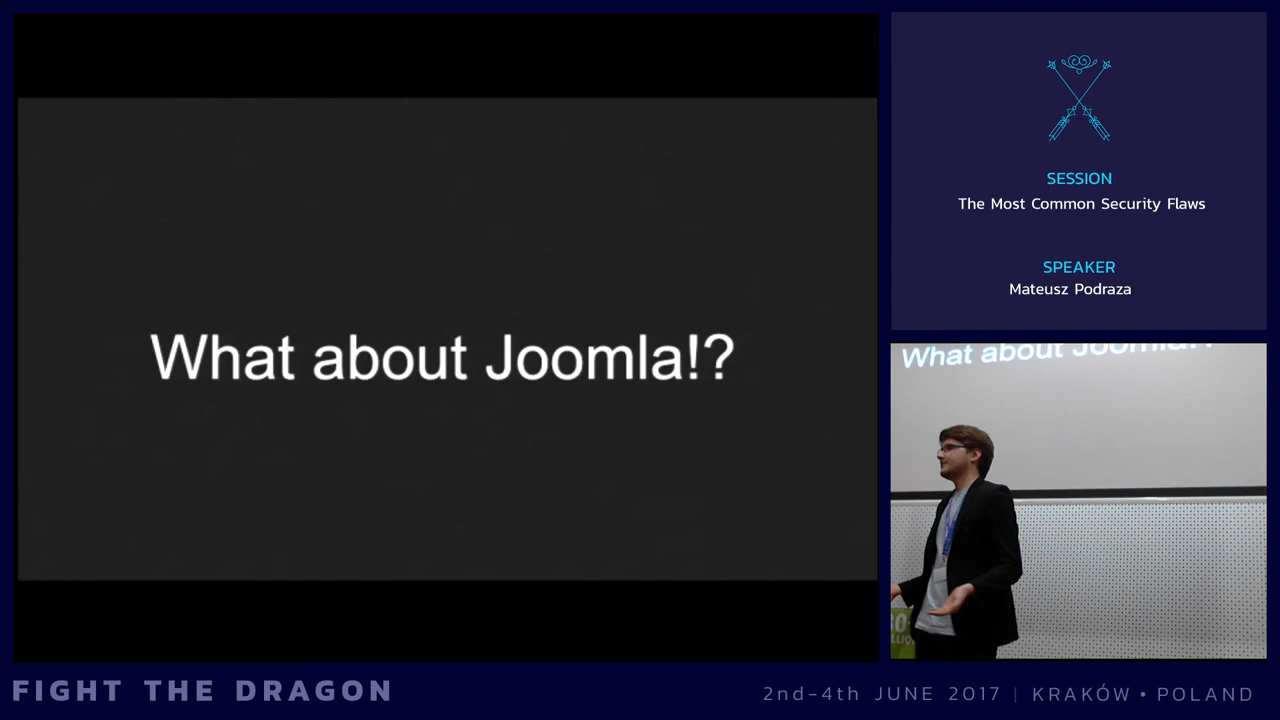 What about Joomla!?
SESSION
The Most Common Security Flaws
SPEAKER
Mateusz Podraza
What about Joomla!?
FIGHT THE DRAGON
2nd-4th JUNE 2017 | KRAKÓW • POLAND